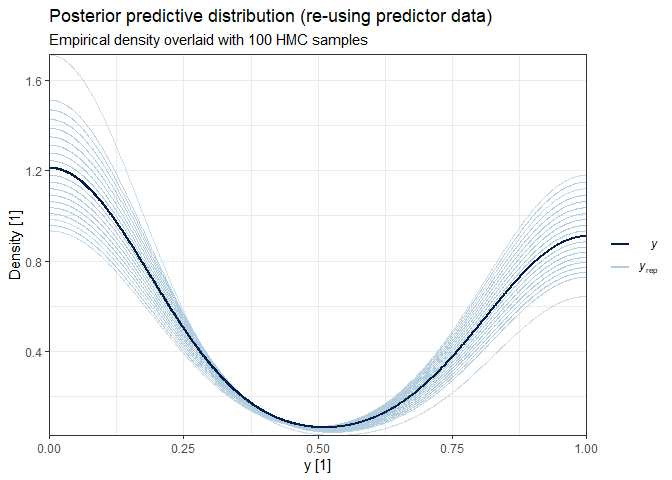 Posterior predictive distribution (re-using predictor data)
Empirical density overlaid with 100 HMC samples
1.6
1.2
0.8
0.4
Density [1]
0.00
0.25
0.50
0.75
1.00
y [1]
y
y rep